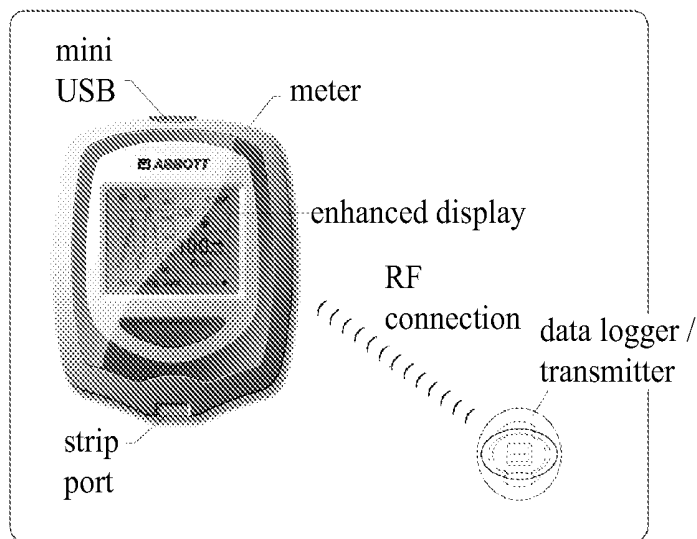 mini
USB
meter
ABBOTT
enhanced display
RF
connection
data logger /
transmitter
strip
port